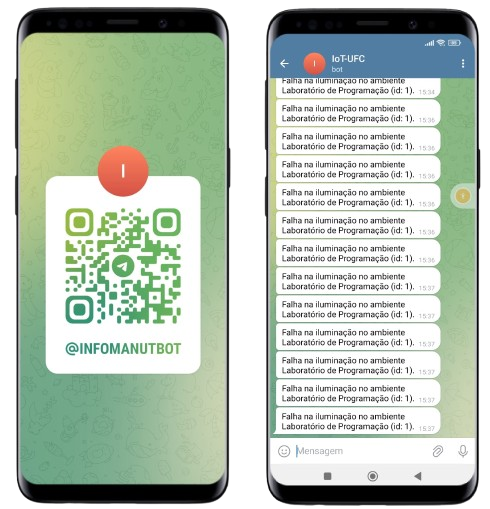 I
@INFOMANUTBOT
I
IoT-UFC
bot
Falha na iluminação no ambiente
Laboratório de Programação (id: 1). 15:34
Falha na iluminação no ambiente
Laboratório de Programação (id: 1). 15:36
Falha na iluminação no ambiente
Laboratório de Programação (id: 1). 15:36
Falha na iluminação no ambiente
Laboratório de Programação (id: 1). 15:36
Falha na iluminação no ambiente
Laboratório de Programação (id: 1). 15:36
Falha na iluminação no ambiente
Laboratório de Programação (id: 1). 15:36
Falha na iluminação no ambiente
Laboratório de Programação (id: 1). 15:36
Falha na iluminação no ambiente
Laboratório de Programação (id: 1). 15:37
Falha na iluminação no ambiente
Laboratório de Programação (id: 1). 15:37
Falha na iluminação no ambiente
Laboratório de Programação (id: 1). 15:37
Falha na iluminação no ambiente
Laboratório de Programação (id: 1). 15:37
Falha na iluminação no ambiente
Laboratório de Programação (id: 1). 15:37
Falha na iluminação no ambiente
Laboratório de Programação (id: 1). 15:37
Mensagem